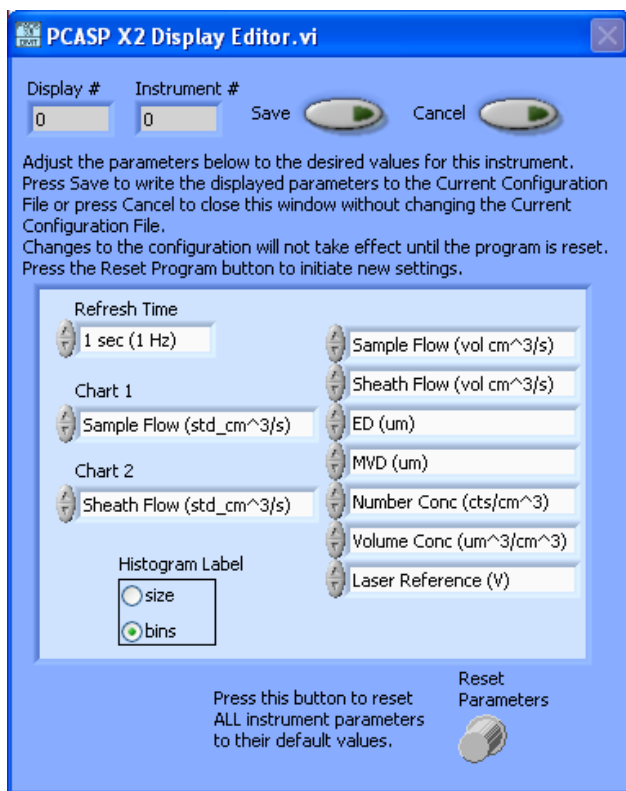 PCASP X2 Display Editor.vi
Display #
Instrument #
0
0
Save
Cancel
Adjust the parameters below to the desired values for this instrument.
Press Save to write the displayed parameters to the Current Configuration
File or press Cancel to close this window without changing the Current
Configuration File.
Changes to the configuration will not take effect until the program is reset.
Press the Reset Program button to initiate new settings.
Refresh Time
1 sec (1 Hz)
Chart 1
Sample Flow (std_cm^3/s)
Chart 2
Sheath Flow (std_cm^3/s)
Histogram Label
size
bins
Sample Flow (vol cm^3/s)
Sheath Flow (vol cm^3/s)
ED (um)
MVD (um)
Number Conc (cts/cm^3)
Volume Conc (um^3/cm^3)
Laser Reference (V)
Press this button to reset
ALL instrument parameters
to their default values.
Reset
Parameters